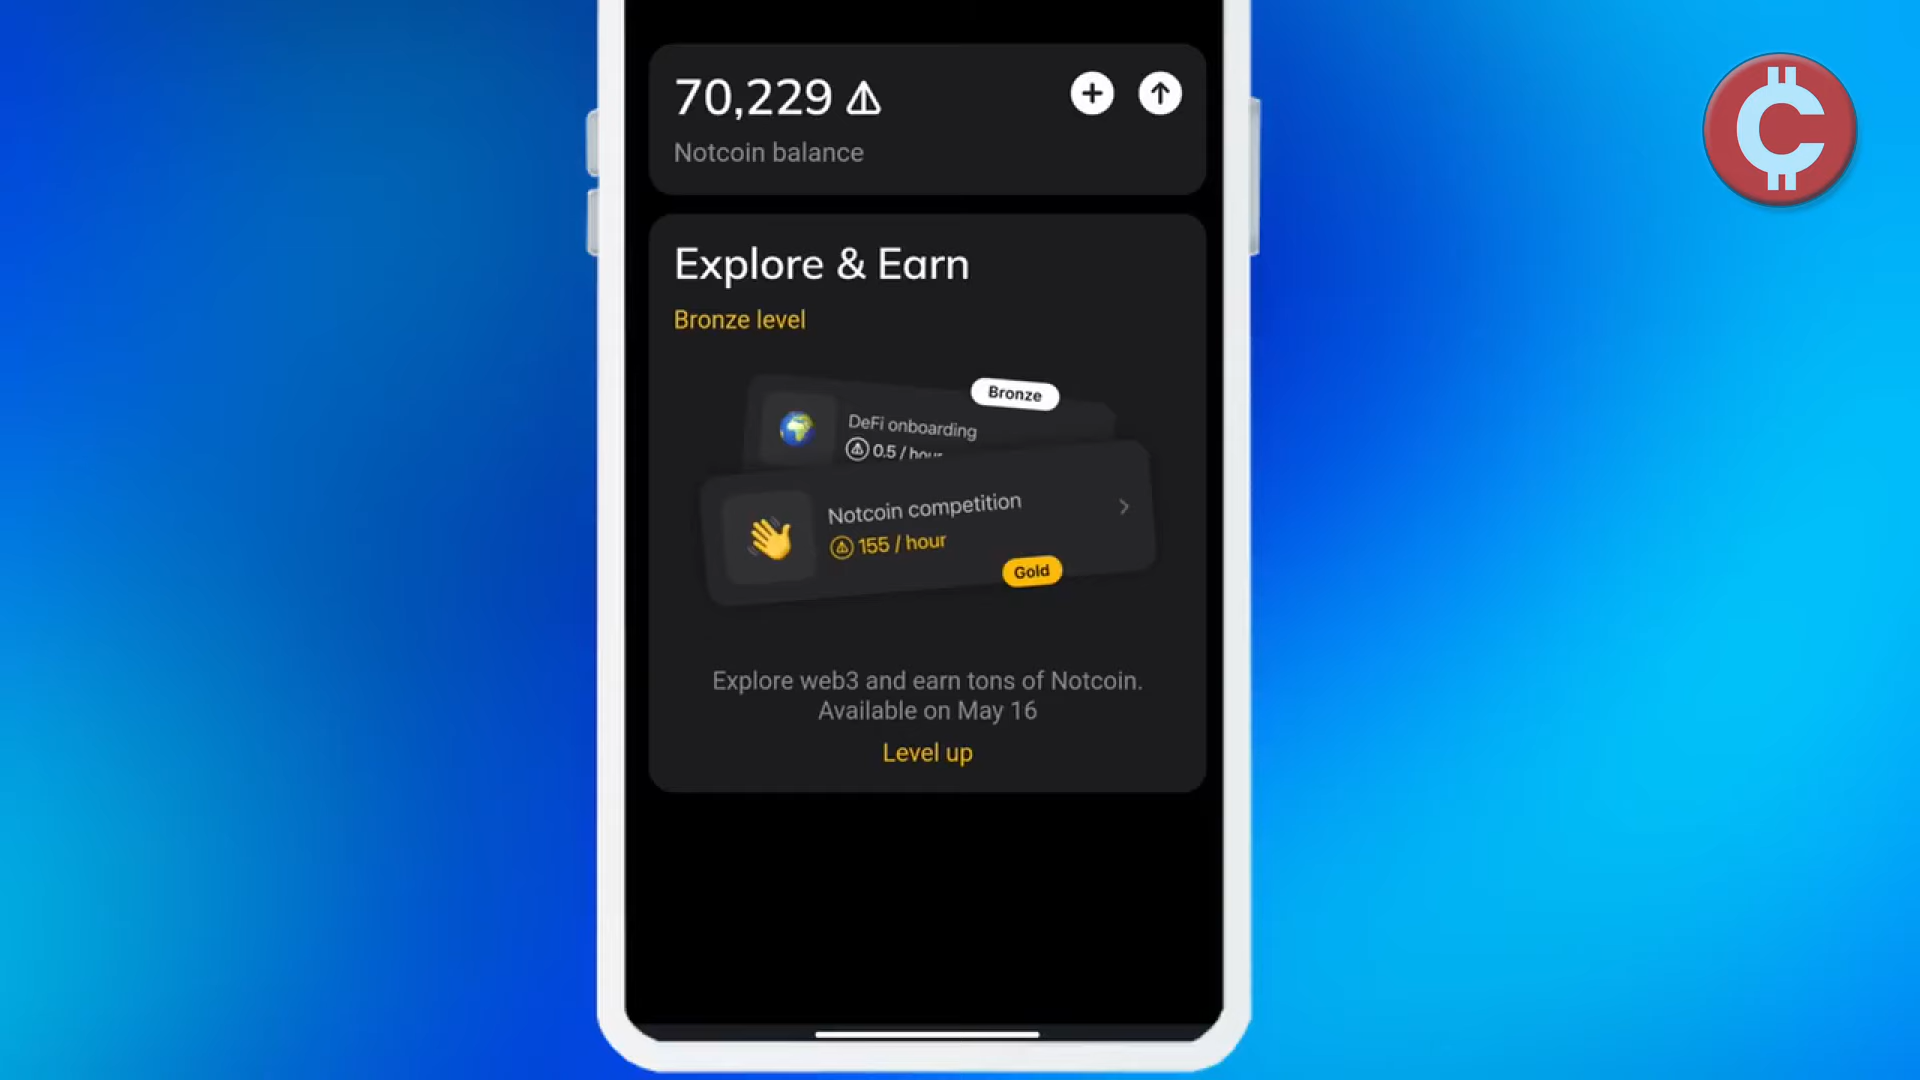 70,229
Notcoin balance
Explore & Earn
Bronze level
Bronze
DeFi onboarding
0.5 / hour
Notcoin competition
155 / hour
Gold
Explore web3 and earn tons of Notcoin.
Available on May 16
Level up